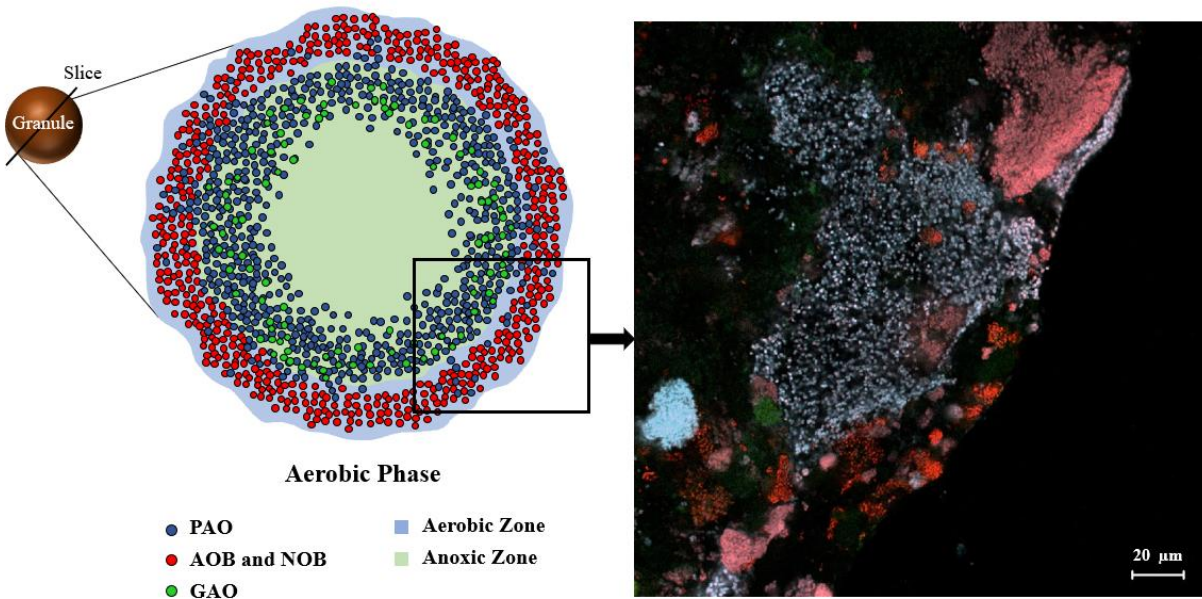 Slice
Granule
Aerobic Phase
PAO
AOB and NOB
GAO
Aerobic Zone
Anoxic Zone
20 µm